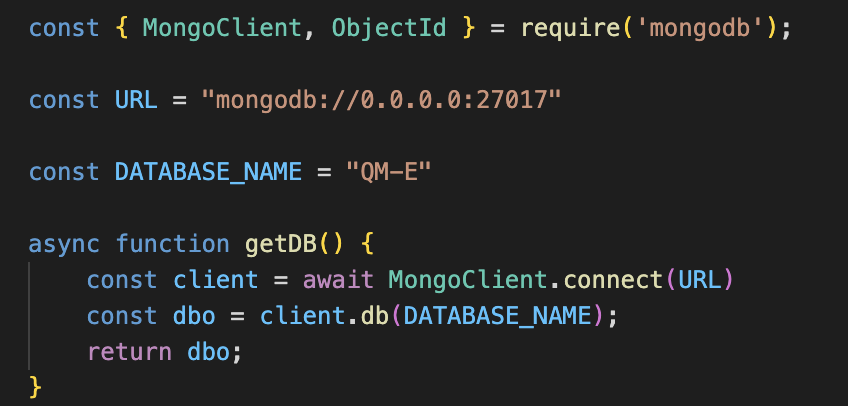 const { MongoClient, ObjectId } = require('mongodb');
const URL = "mongodb://0.0.0.0:27017"
const DATABASE_NAME = "QM-E"
async function getDB() {
const client = await MongoClient.connect(URL)
const dbo = client.db(DATABASE_NAME);
return dbo;
}